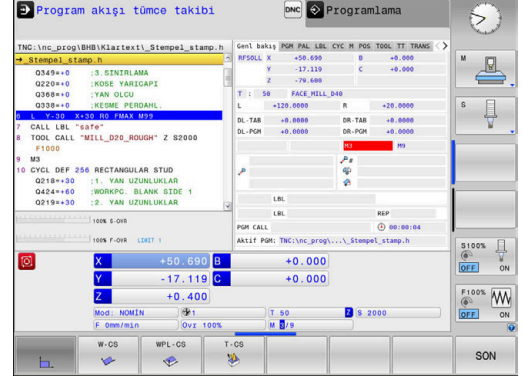 Program akışı tümce takibi
DNC
Programlama
TNC:\nc_prog\BHB\Klartext\_Stempel_stamp.h
→_Stempel_stamp.h
Q349=+0 ;3.SINIRLAMA
Q220=+0 ;KOSE YARICAPI
Q368=+0 ;YAN OLCU
Q338=+0 ;KESME PERDAHL.
6 L Y-30 X+30 R0 FMAX M99
7 CALL LBL "safe"
8 TOOL CALL "MILL_D20_ROUGH" Z S2000
F1000
9 M3
10 CYCL DEF 256 RECTANGULAR STUD
Q218=+30 ;1. YAN UZUNLUKLAR
Q424=+60 ;WORKPC. BLANK SIDE 1
Q219=+30 ;2. YAN UZUNLUKLAR
Genl bakış PGM PAL LBL CYC M POS TOOL TT TRANS
RFSOLL X +50.690 B +0.000
Y -17.119 C +0.000
Z -79.600
T : 50 FACE_MILL_D40
L +120.0000 R +20.0000
DL-TAB +0.0000 DR-TAB +0.0000
DL-PGM +0.0000 DR-PGM +0.0000
M3 M9
LBL
LBL REP
PGM CALL 00:00:04
Aktif PGM: TNC:\nc_prog\...\_Stempel_stamp.h
100% S-OVR
100% F-OVR LIMIT 1
X +50.690 B +0.000
Y -17.119 C +0.000
Z +0.400
Mod: NOMİN 1 T 50 Z S 2000
F 0mm/min Ovr 100% M 3/9
M
S
S100%
OFF ON
F100%
OFF ON
W-CS
WPL-CS
T-CS
SON